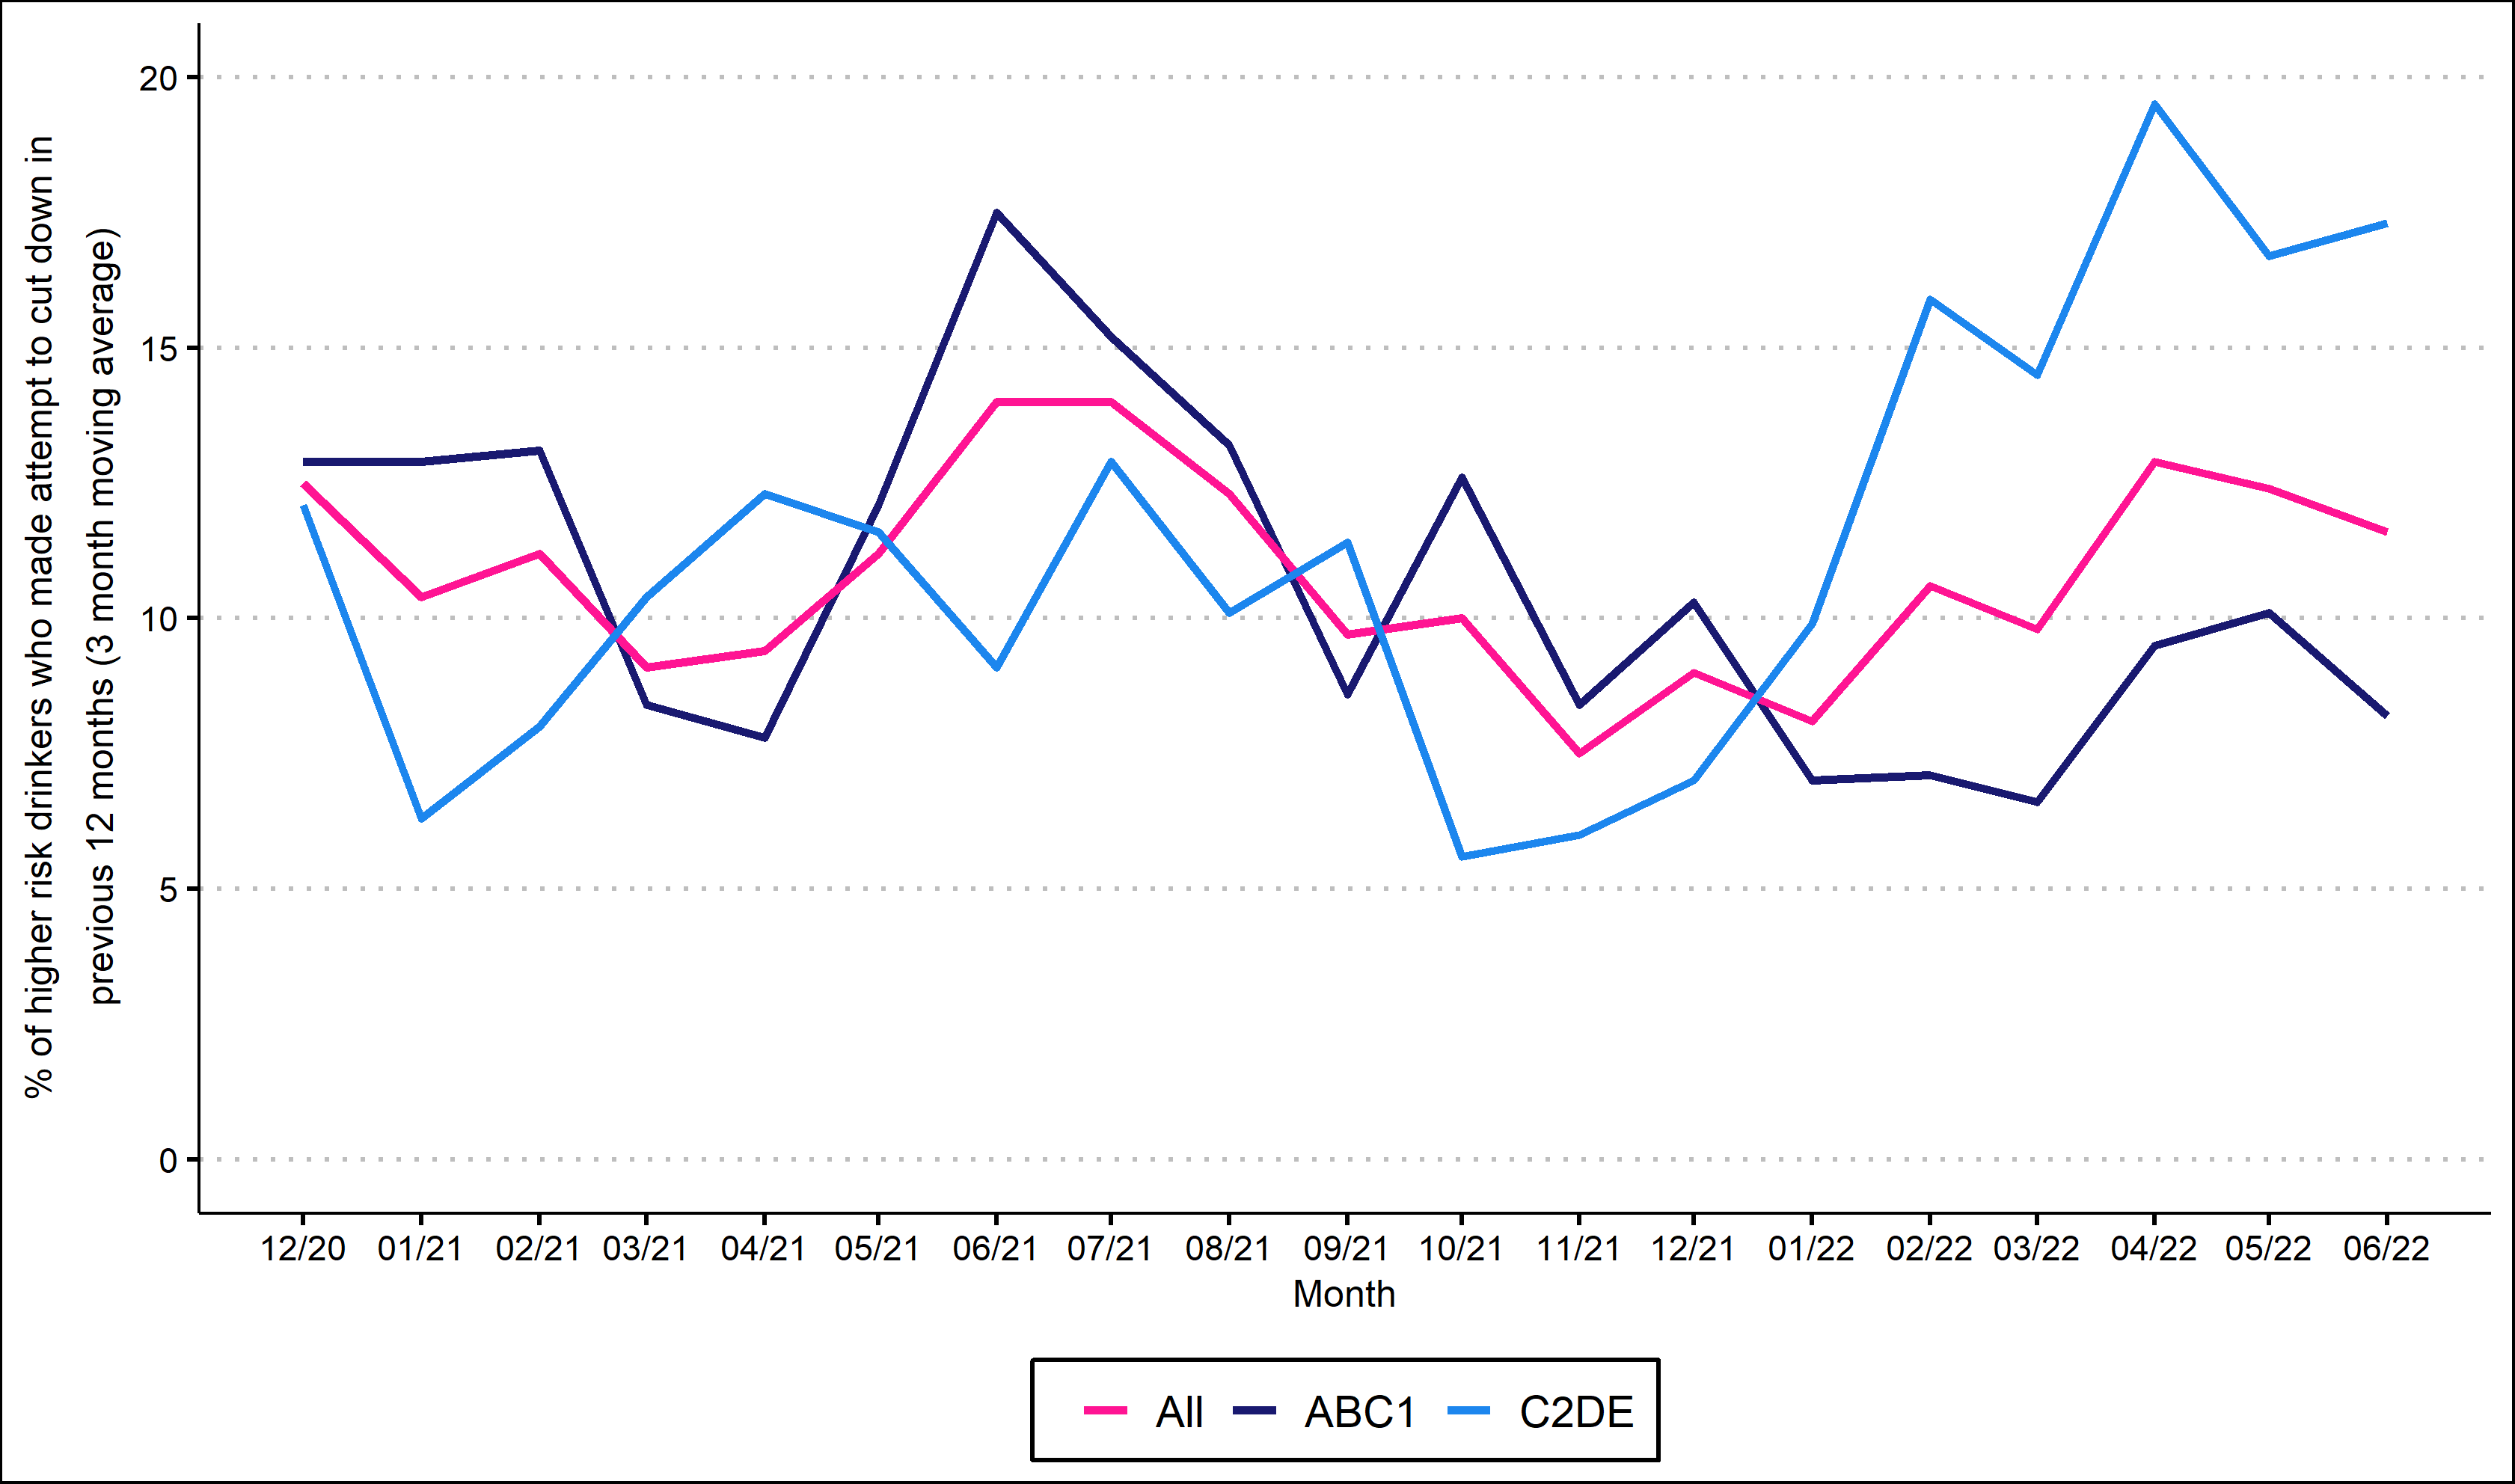 % of higher risk drinkers who made attempt to cut down in
previous 12 months (3 month moving average)
20
15
10
5
0
12/20 01/21 02/21 03/21 04/21 05/21 06/21 07/21 08/21 09/21 10/21 11/21 12/21 01/22 02/22 03/22 04/22 05/22 06/22
Month
All ABC1 C2DE